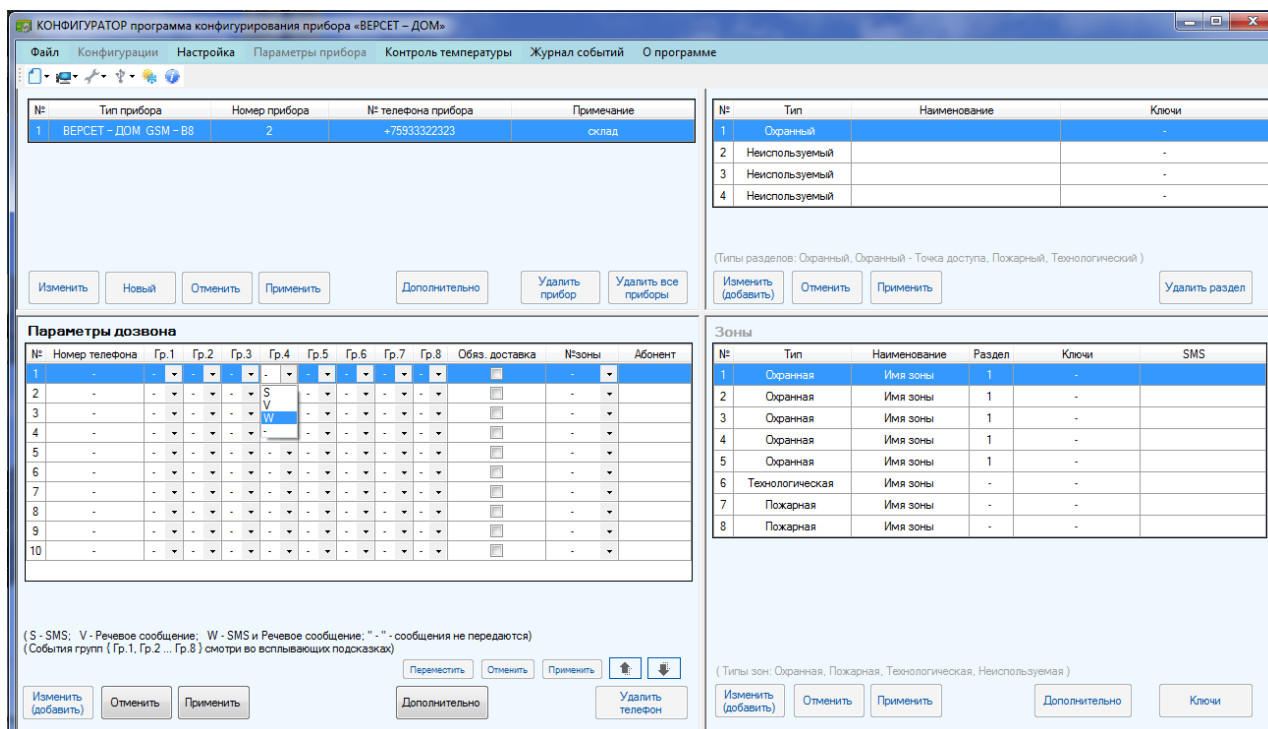 КОНФИГУРАТОР программа конфигурирования прибора «ВЕРСЕТ – ДОМ»
Файл Конфигурации Настройка Параметры прибора Контроль температуры Журнал событий О программе
№ Тип прибора Номер прибора № телефона прибора Примечание
1 ВЕРСЕТ – ДОМ GSM – В8 2 +75933322323 склад
Изменить Новый Отменить Применить Дополнительно Удалить прибор Удалить все приборы
№ Тип Наименование Ключи
1 Охранный -
2 Неиспользуемый -
3 Неиспользуемый -
4 Неиспользуемый -
(Типы разделов: Охранный, Охранный - Точка доступа, Пожарный, Технологический )
Изменить (добавить) Отменить Применить Удалить раздел
Параметры дозвона
№ Номер телефона Гр.1 Гр.2 Гр.3 Гр.4 Гр.5 Гр.6 Гр.7 Гр.8 Обяз. доставка №зоны Абонент
1 - - - - - - - - - -
2 - - - - S - - - - -
3 - - - - V - - - - -
W
4 - - - - - - - - - -
5 - - - - - - - - - -
6 - - - - - - - - - -
7 - - - - - - - - - -
8 - - - - - - - - - -
9 - - - - - - - - - -
10 - - - - - - - - - -
( S - SMS; V - Речевое сообщение; W - SMS и Речевое сообщение; " - " - сообщения не передаются)
(События групп { Гр.1, Гр.2 ... Гр.8 } смотри во всплывающих подсказках)
Переместить Отменить Применить
Изменить (добавить) Отменить Применить Дополнительно Удалить телефон
Зоны
№ Тип Наименование Раздел Ключи SMS
1 Охранная Имя зоны 1 -
2 Охранная Имя зоны 1 -
3 Охранная Имя зоны 1 -
4 Охранная Имя зоны 1 -
5 Охранная Имя зоны 1 -
6 Технологическая Имя зоны - -
7 Пожарная Имя зоны - -
8 Пожарная Имя зоны - -
( Типы зон: Охранная, Пожарная, Технологическая, Неиспользуемая )
Изменить (добавить) Отменить Применить Дополнительно Ключи